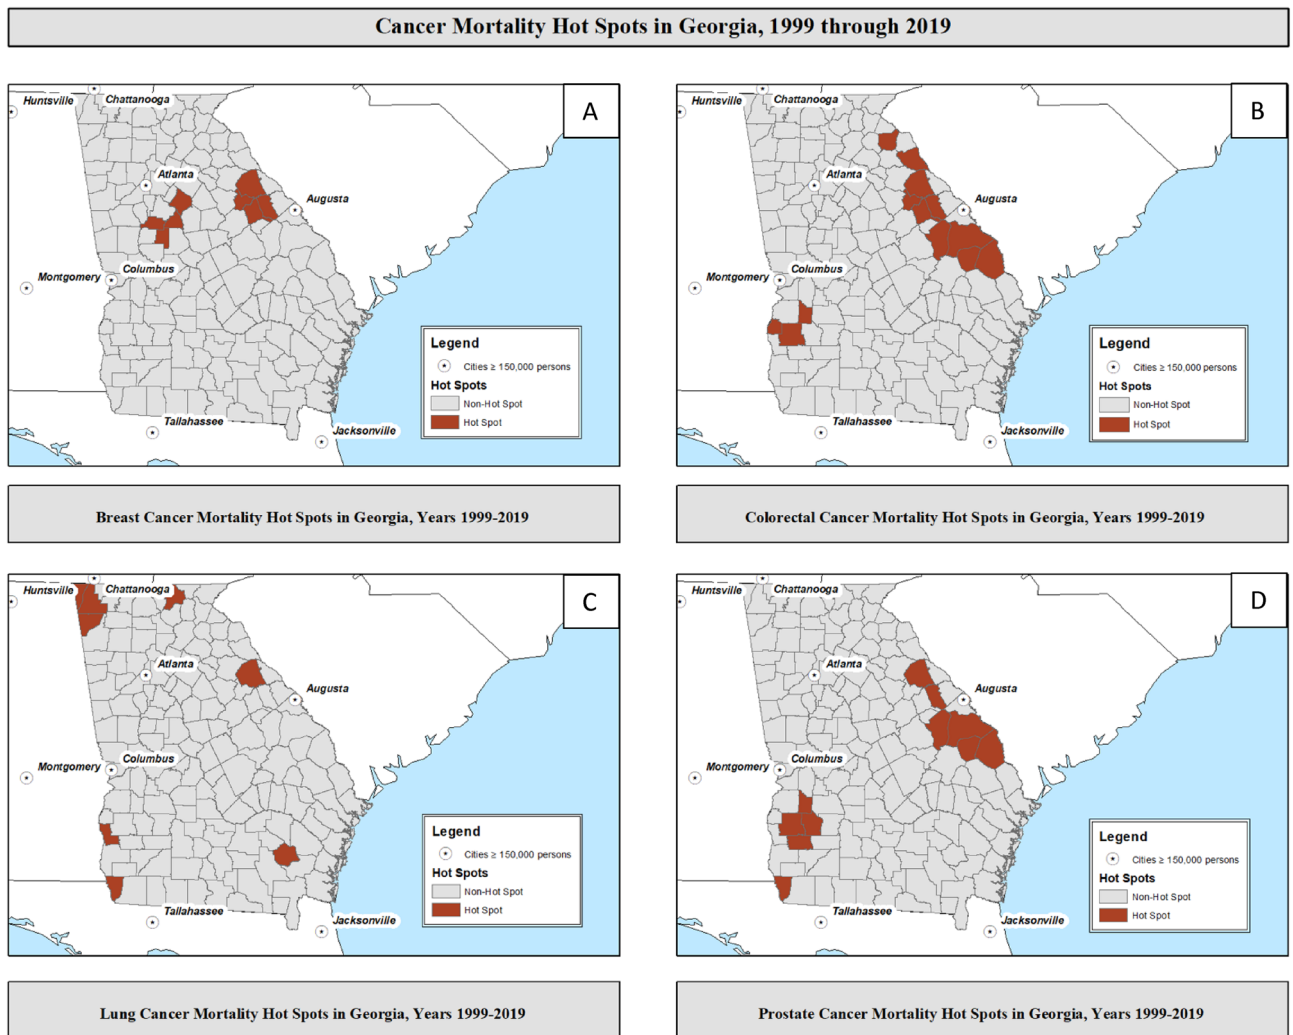 Cancer Mortality Hot Spots in Georgia, 1999 through 2019
Huntsville
Chattanooga
A
Atlanta
Augusta
Montgomery
Columbus
Legend
Cities ≥ 150,000 persons
Hot Spots
Non-Hot Spot
Hot Spot
Tallahassee
Jacksonville
Breast Cancer Mortality Hot Spots in Georgia, Years 1999-2019
Huntsville
Chattanooga
B
Atlanta
Augusta
Montgomery
Columbus
Legend
Cities ≥ 150,000 persons
Hot Spots
Non-Hot Spot
Hot Spot
Tallahassee
Jacksonville
Colorectal Cancer Mortality Hot Spots in Georgia, Years 1999-2019
Huntsville
Chattanooga
C
Atlanta
Augusta
Montgomery
Columbus
Legend
Cities ≥ 150,000 persons
Hot Spots
Non-Hot Spot
Hot Spot
Tallahassee
Jacksonville
Lung Cancer Mortality Hot Spots in Georgia, Years 1999-2019
Huntsville
Chattanooga
D
Atlanta
Augusta
Montgomery
Columbus
Legend
Cities ≥ 150,000 persons
Hot Spots
Non-Hot Spot
Hot Spot
Tallahassee
Jacksonville
Prostate Cancer Mortality Hot Spots in Georgia, Years 1999-2019